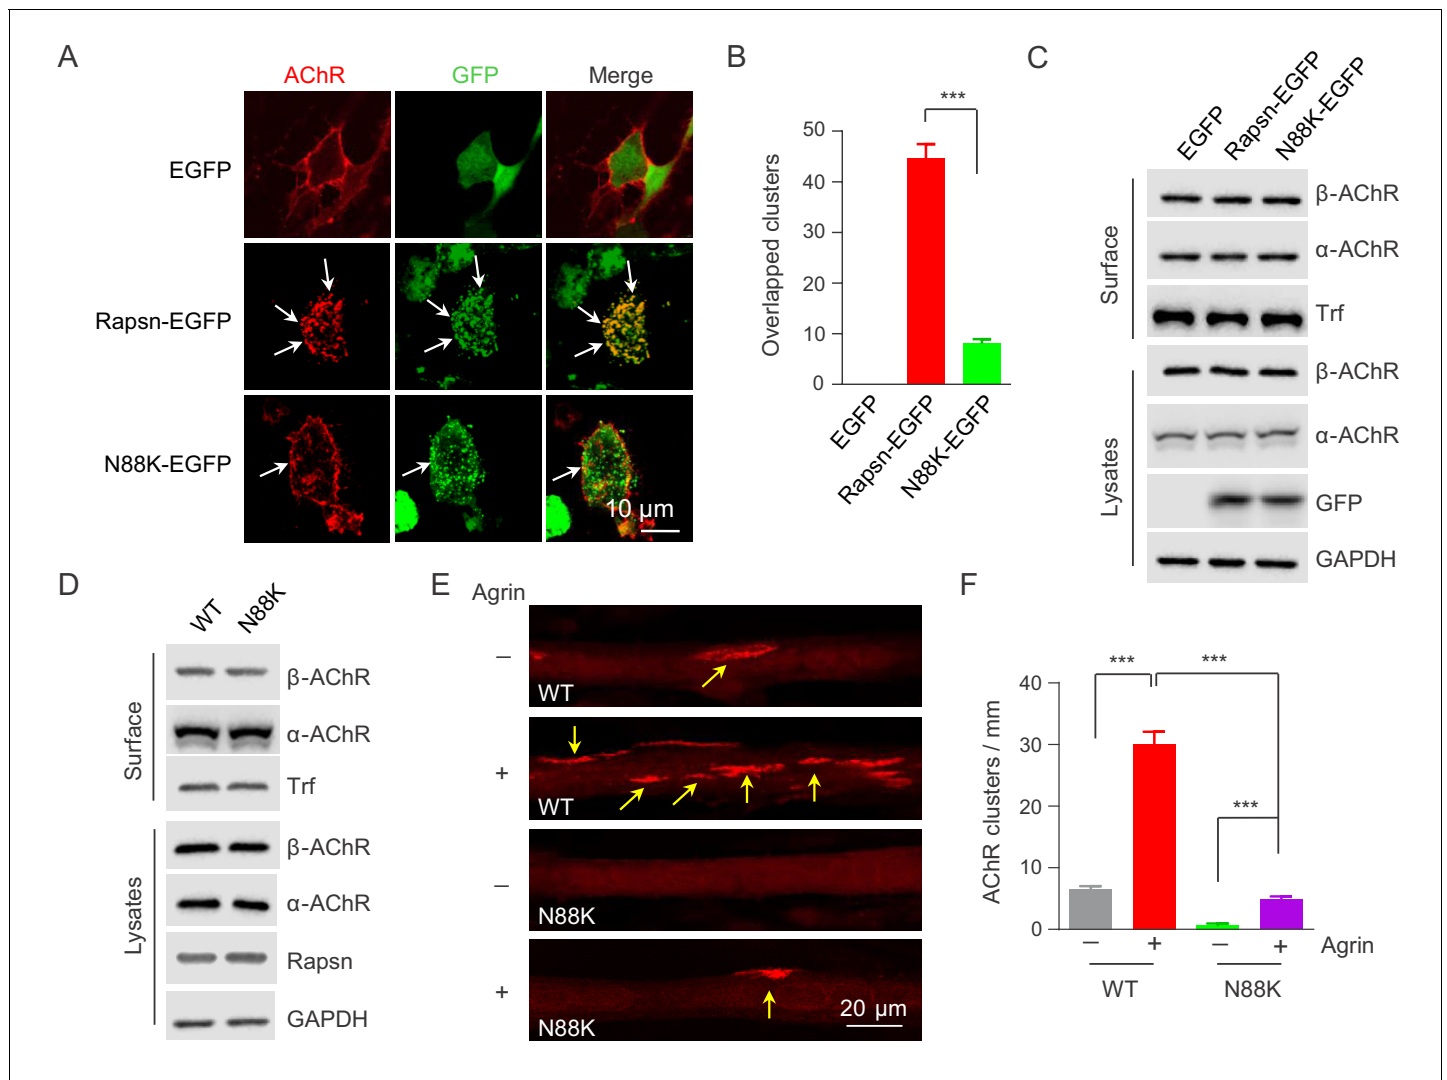 A
AChR
GFP
Merge
EGFP
Rapsn-EGFP
N88K-EGFP
10 μm
B
***
Overlapped clusters
50
40
30
20
10
0
EGFP
Rapsn-EGFP
N88K-EGFP
C
EGFP
Rapsn-EGFP
N88K-EGFP
Surface
β-AChR
α-AChR
Trf
Lysates
β-AChR
α-AChR
GFP
GAPDH
D
WT
N88K
Surface
β-AChR
α-AChR
Trf
Lysates
β-AChR
α-AChR
Rapsn
GAPDH
E
Agrin
–
WT
+
WT
–
N88K
+
N88K
20 μm
F
***
***
***
AChR clusters / mm
40
30
20
10
0
– + – + Agrin
WT N88K